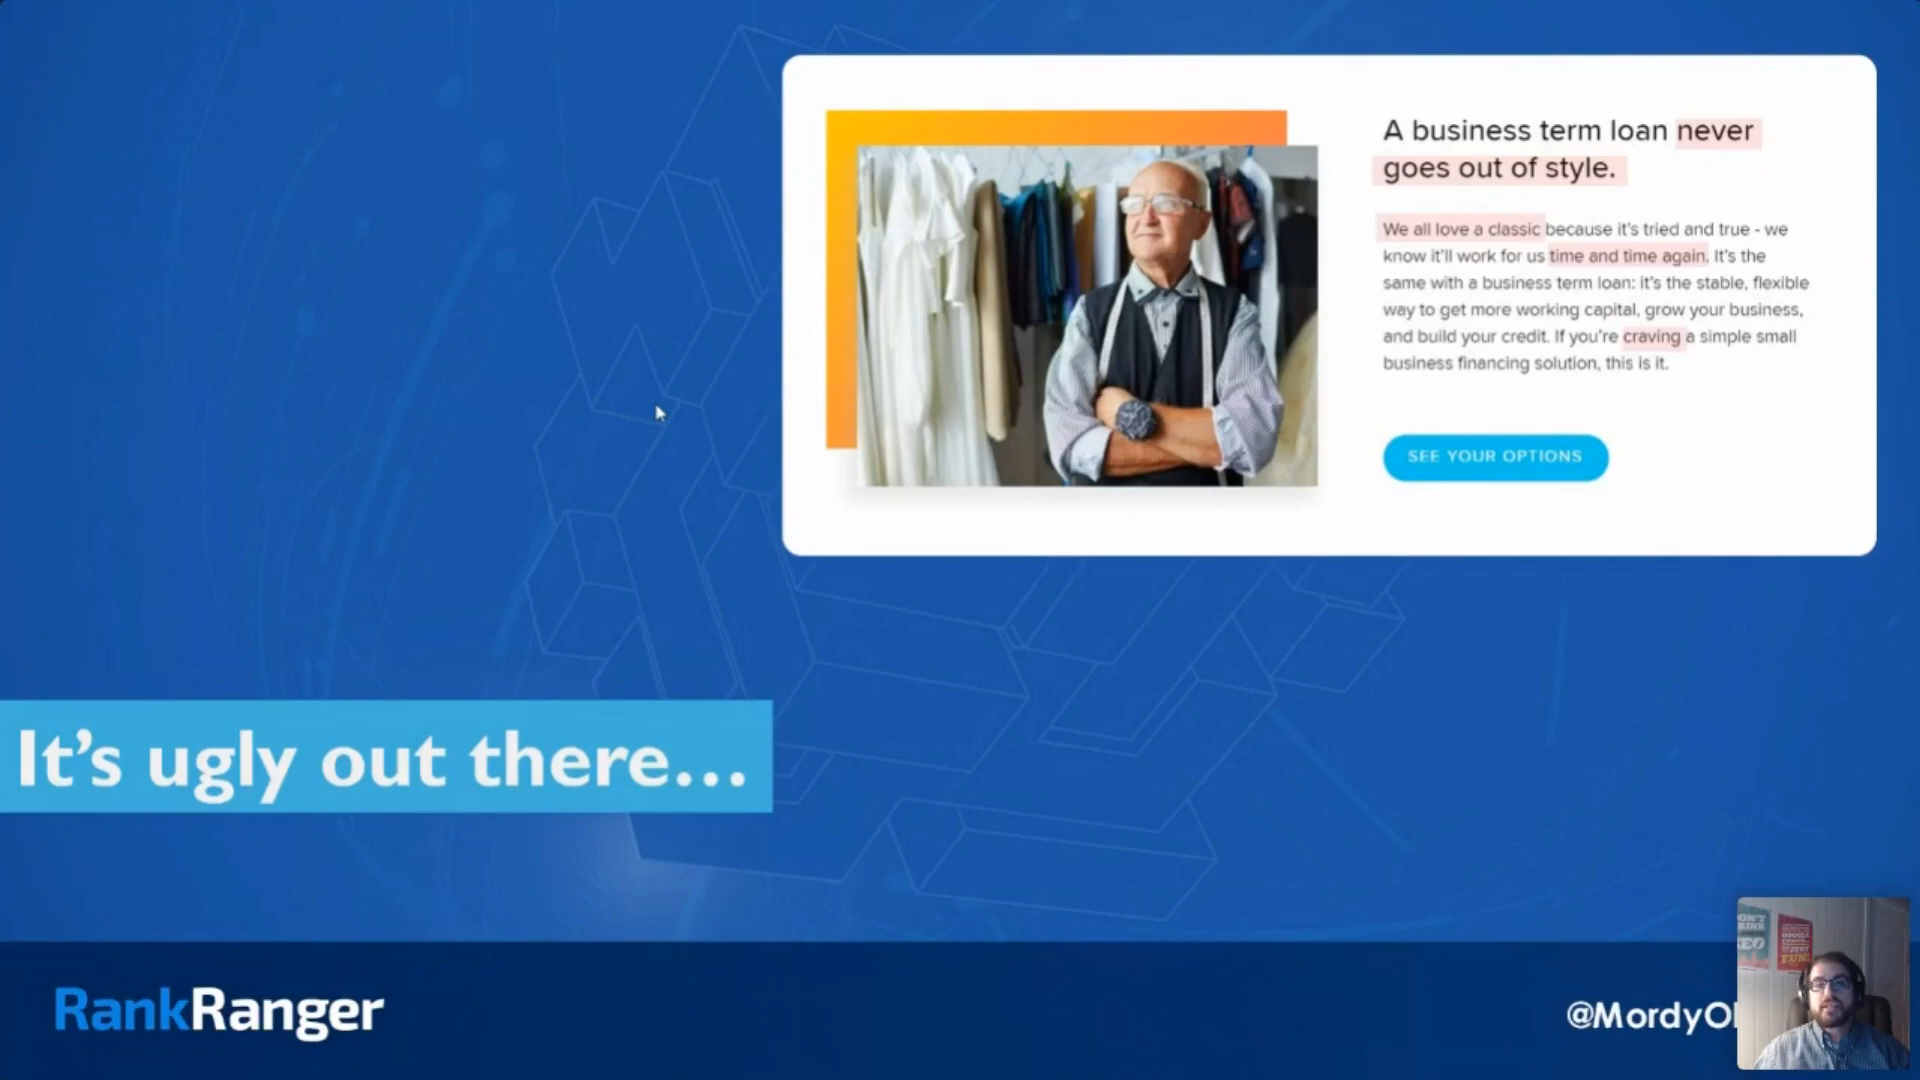 A business term loan never
goes out of style.
We all love a classic because it's tried and true - we
know it'll work for us time and time again. It's the
same with a business term loan: it's the stable, flexible
way to get more working capital, grow your business,
and build your credit. If you're craving a simple small
business financing solution, this is it.
SEE YOUR OPTIONS
It's ugly out there...
RankRanger